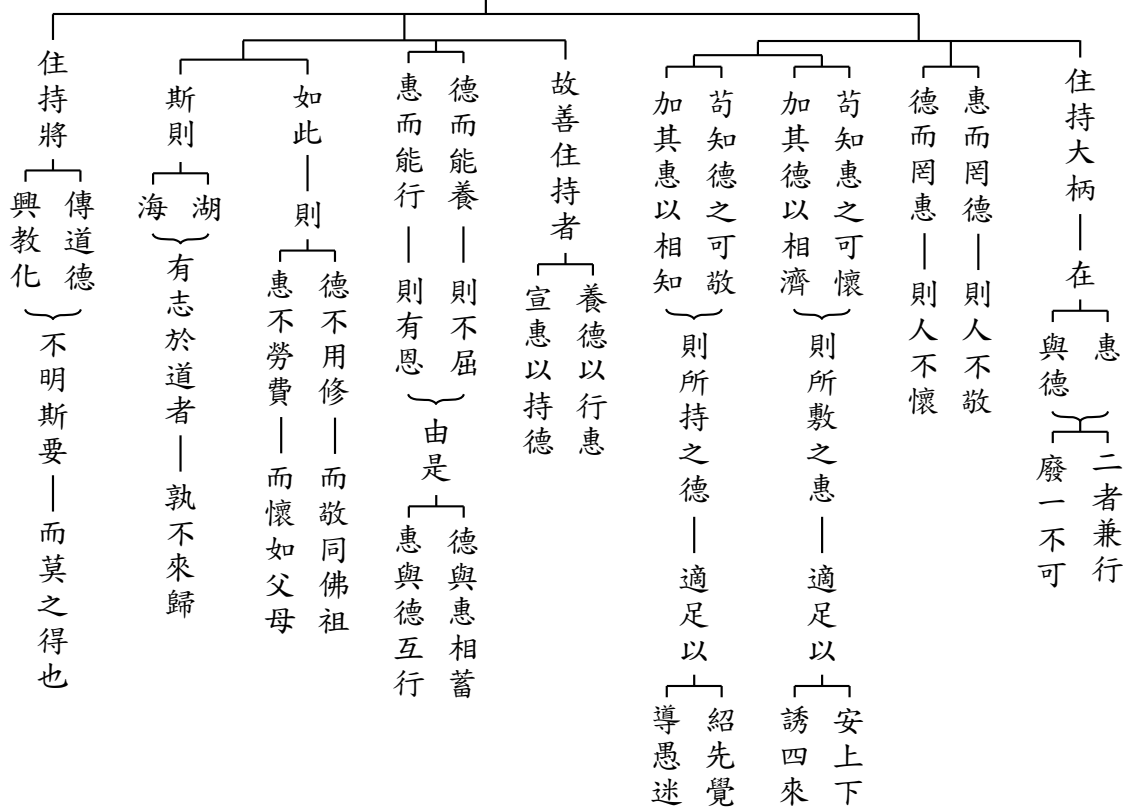 住持大柄
在
惠
與德
二者兼行
廢一不可
惠而罔德
則人不敬
德而罔惠
則人不懷
苟知惠之可懷
加其德以相濟
則所敷之惠
適足以
安上下
誘四來
苟知德之可敬
加其惠以相知
則所持之德
適足以
紹先覺
導愚迷
故善住持者
養德以行惠
宣惠以持德
德而能養
則不屈
惠而能行
則有恩
由是
德與惠相蓄
惠與德互行
如此
則
德不用修
而敬同佛祖
惠不勞費
而懷如父母
斯則
湖
海
有志於道者
孰不來歸
住持將
傳道德
興教化
不明斯要
而莫之得也